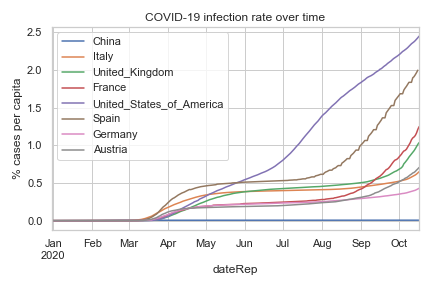 COVID-19 infection rate over time
2.5
2.0
1.5
1.0
0.5
0.0
% cases per capita
China
Italy
United_Kingdom
France
United_States_of_America
Spain
Germany
Austria
Jan Feb Mar Apr May Jun Jul Aug Sep Oct
2020
dateRep